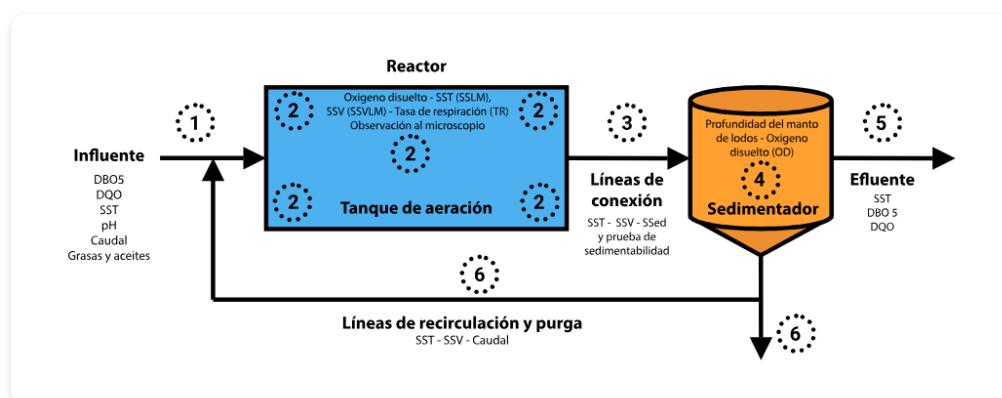 Reactor
1
Influente
DBO5
DQO
SST
pH
Caudal
Grasas y aceites
2
2
Oxigeno disuelto - SST (SSLM),
SSV (SSVLM) - Tasa de respiración (TR)
Observación al microscopio
2
2
2
Tanque de aeración
3
Líneas de
conexión
SST - SSV - SSed
y prueba de
sedimentabilidad
Profundidad del manto
de lodos - Oxigeno
disuelto (OD)
4
Sedimentador
5
Efluente
SST
DBO 5
DQO
6
Líneas de recirculación y purga
SST - SSV - Caudal
6